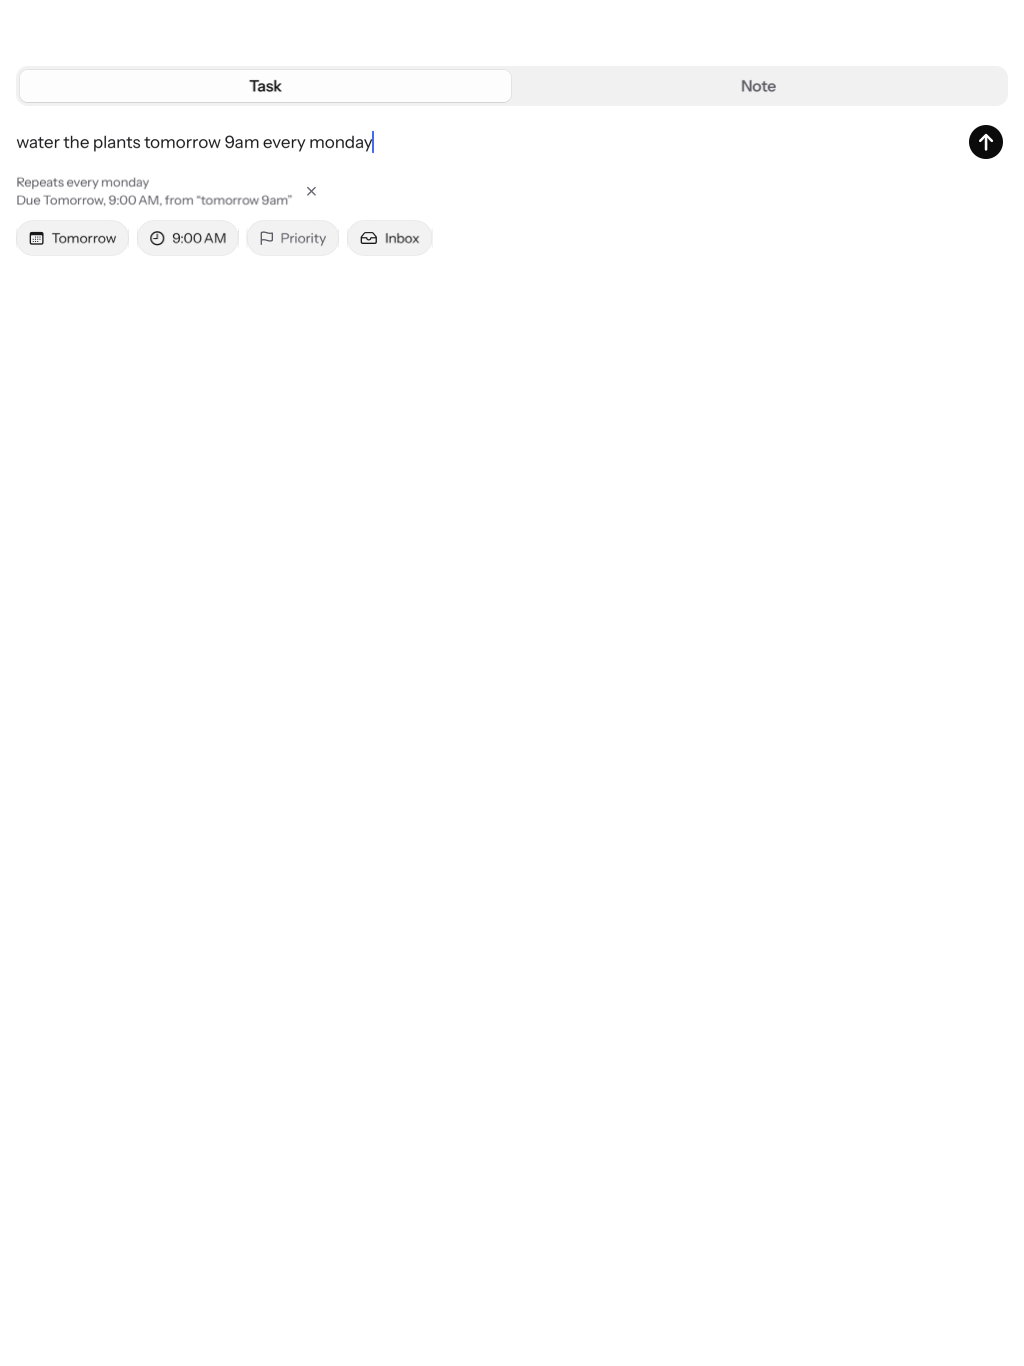 Task
Note
water the plants tomorrow 9am every monday
Repeats every monday
Due Tomorrow, 9:00 AM, from “tomorrow 9am”
Tomorrow
9:00 AM
Priority
Inbox